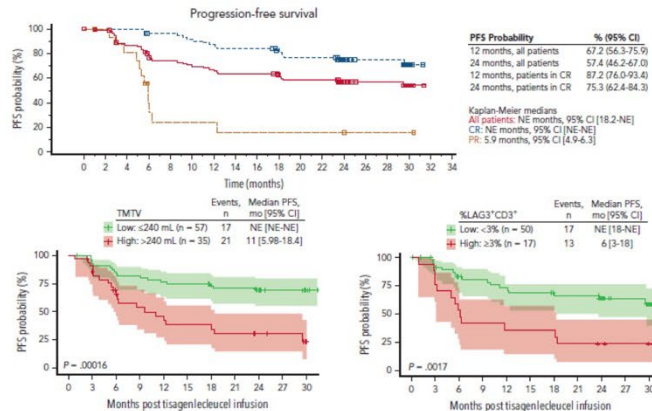 Progression-free survival
PFS probability (%)
100
80
60
40
20
0
0 2 4 6 8 10 12 14 16 18 20 22 24 26 28 30 32 34
Time (months)
PFS Probability % (95% CI)
12 months, all patients 67.2 (56.3-75.9)
24 months, all patients 57.4 (46.2-67.0)
12 months, patients in CR 87.2 (76.0-93.4)
24 months, patients in CR 75.3 (62.4-84.3)
Kaplan-Meier medians
All patients: NE months, 95% CI [18.2-NE]
CR: NE months, 95% CI [NE-NE]
PR: 5.9 months, 95% CI [4.9-6.3]
Events, Median PFS,
TMTV n mo [95% CI]
Low: ≤240 mL (n = 57) 17 NE [NE-NE]
High: >240 mL (n = 35) 21 11 [5.98-18.4]
PFS probability (%)
100
75
50
25
0
P = .00016
0 3 6 9 12 15 18 21 24 27 30
Months post tisagenlecleucel infusion
Events, Median PFS,
%LAG3⁺CD3⁺ n mo [95% CI]
Low: <3% (n = 50) 17 NE [18-NE]
High: ≥3% (n = 17) 13 6 [3-18]
PFS probability (%)
100
75
50
25
0
P = .0017
0 3 6 9 12 15 18 21 24 27 30
Months post tisagenlecleucel infusion